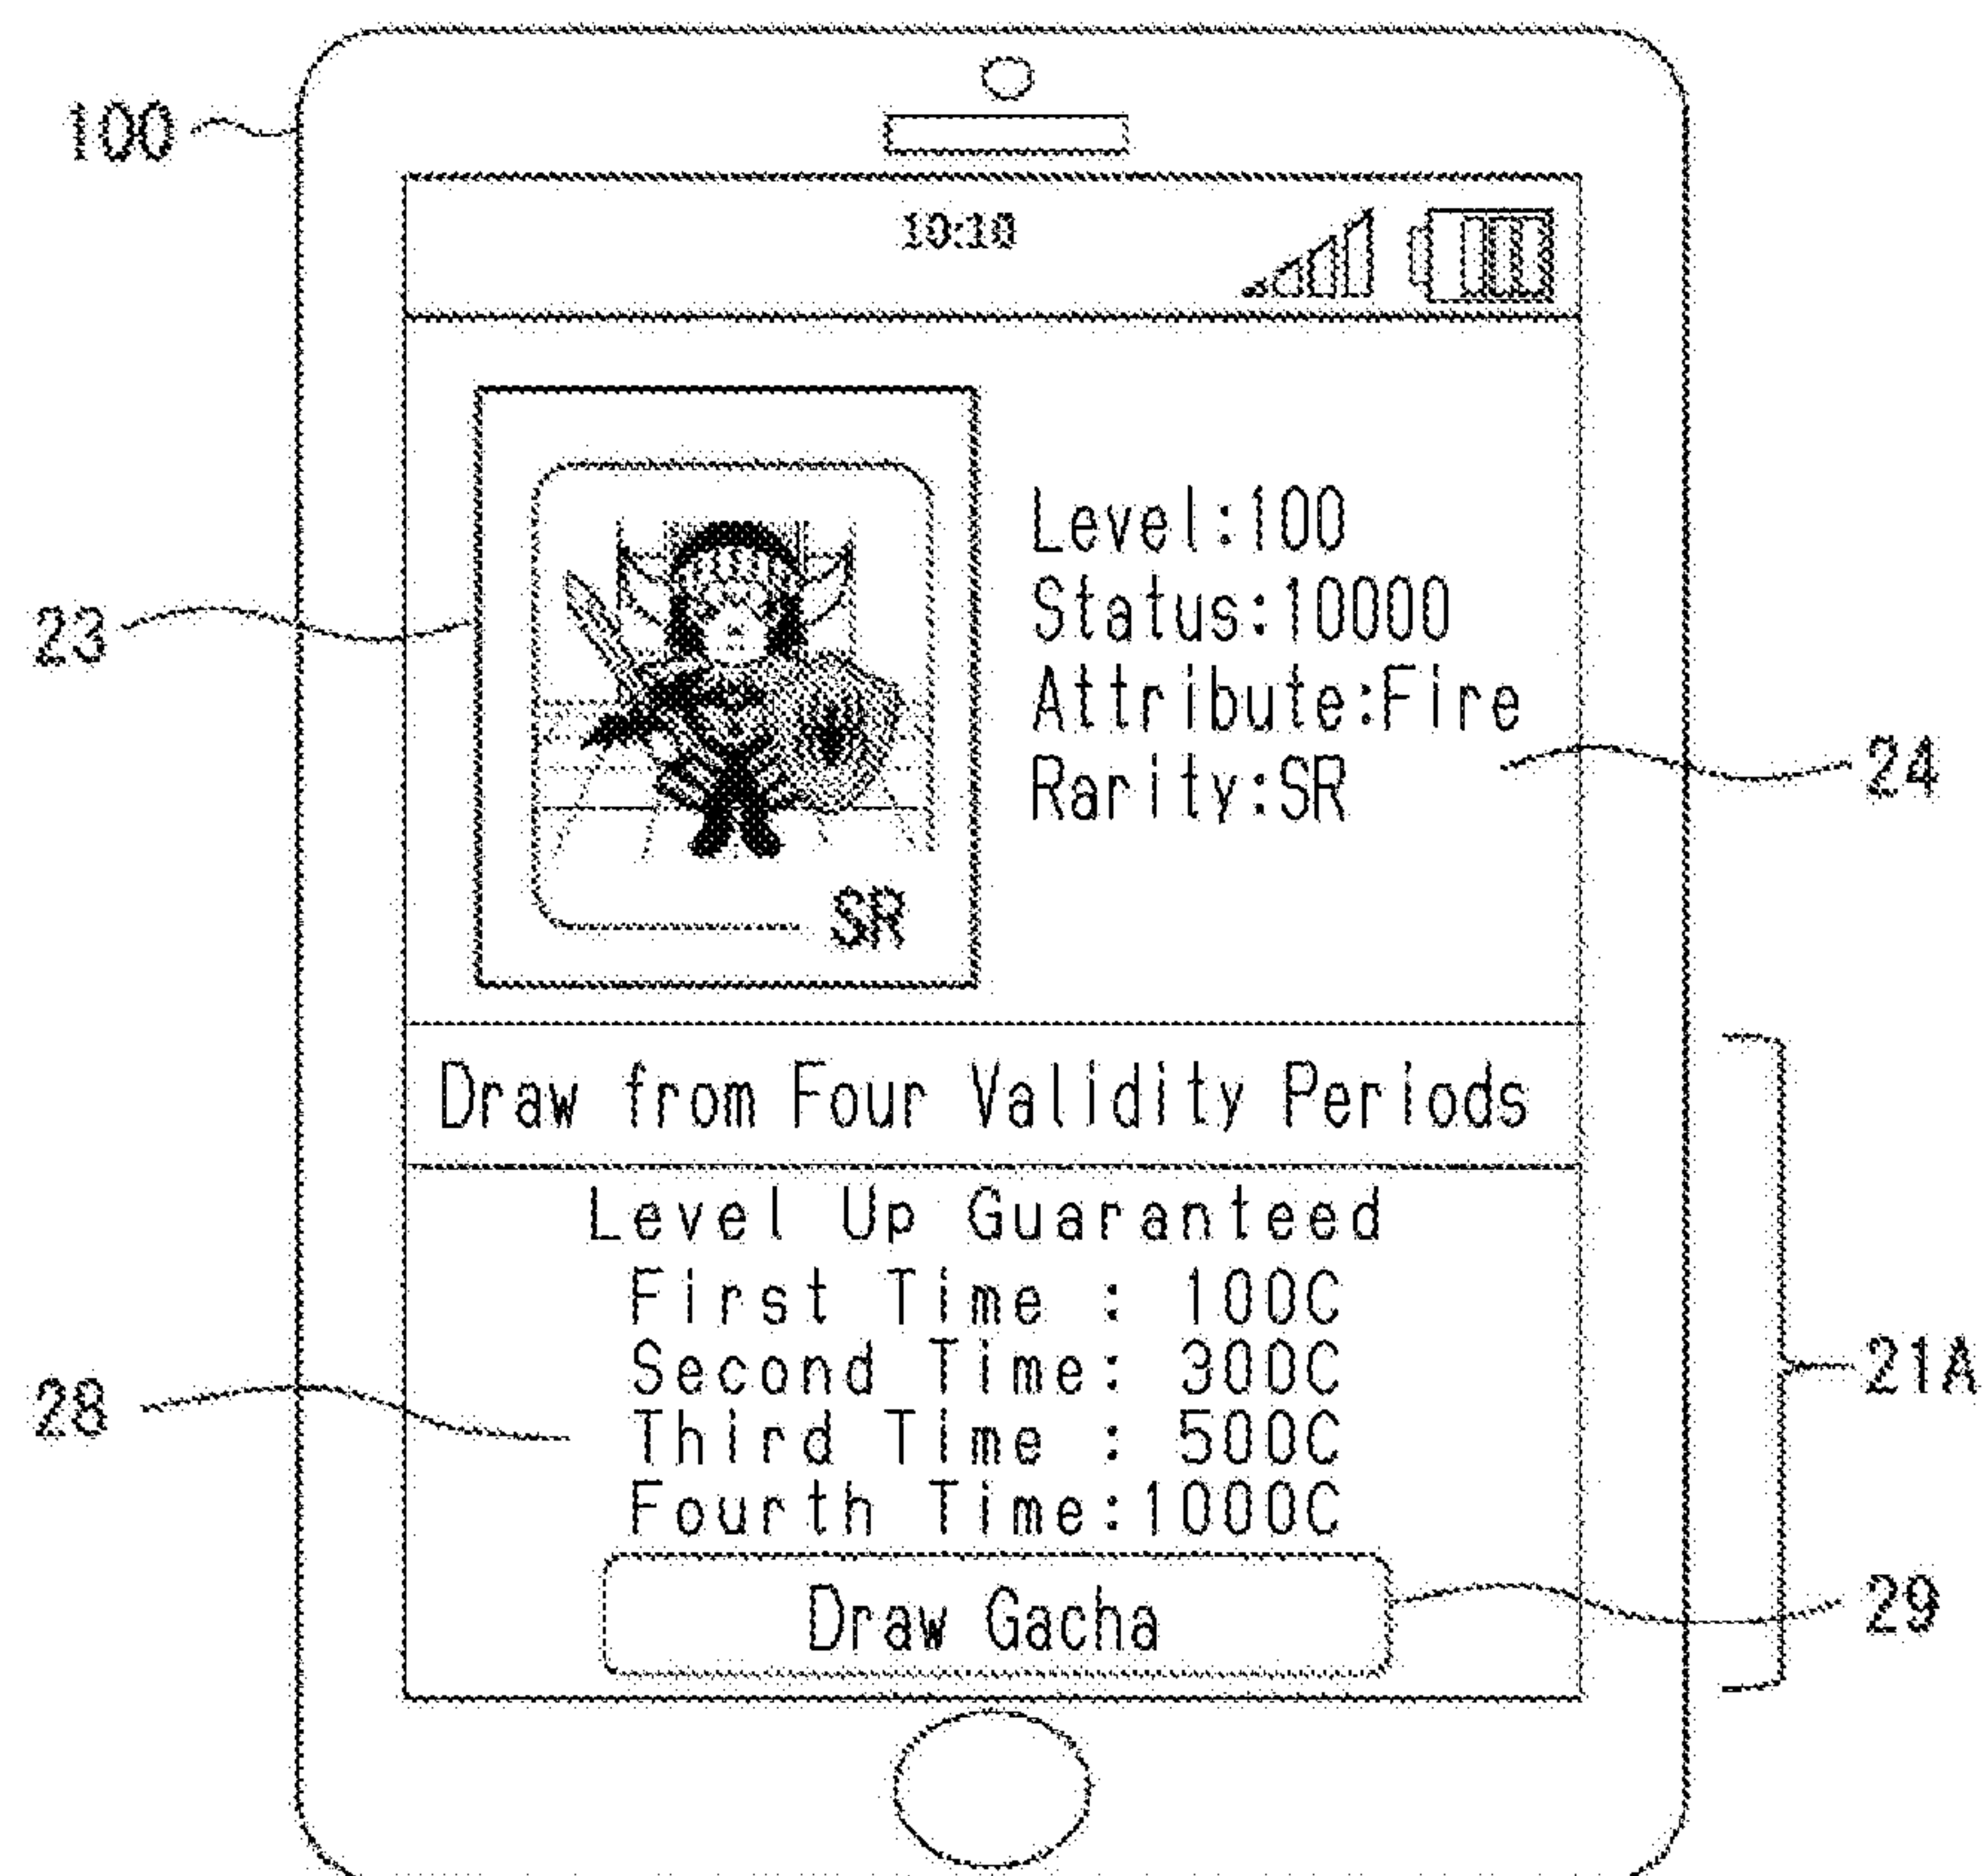 100
10:10
23
Level:100
Status:10000
Attribute:Fire
Rarity:SR
24
SR
Draw from Four Validity Periods
Level Up Guaranteed
First Time : 100C
Second Time: 300C
Third Time : 500C
Fourth Time:1000C
28
21A
Draw Gacha
29